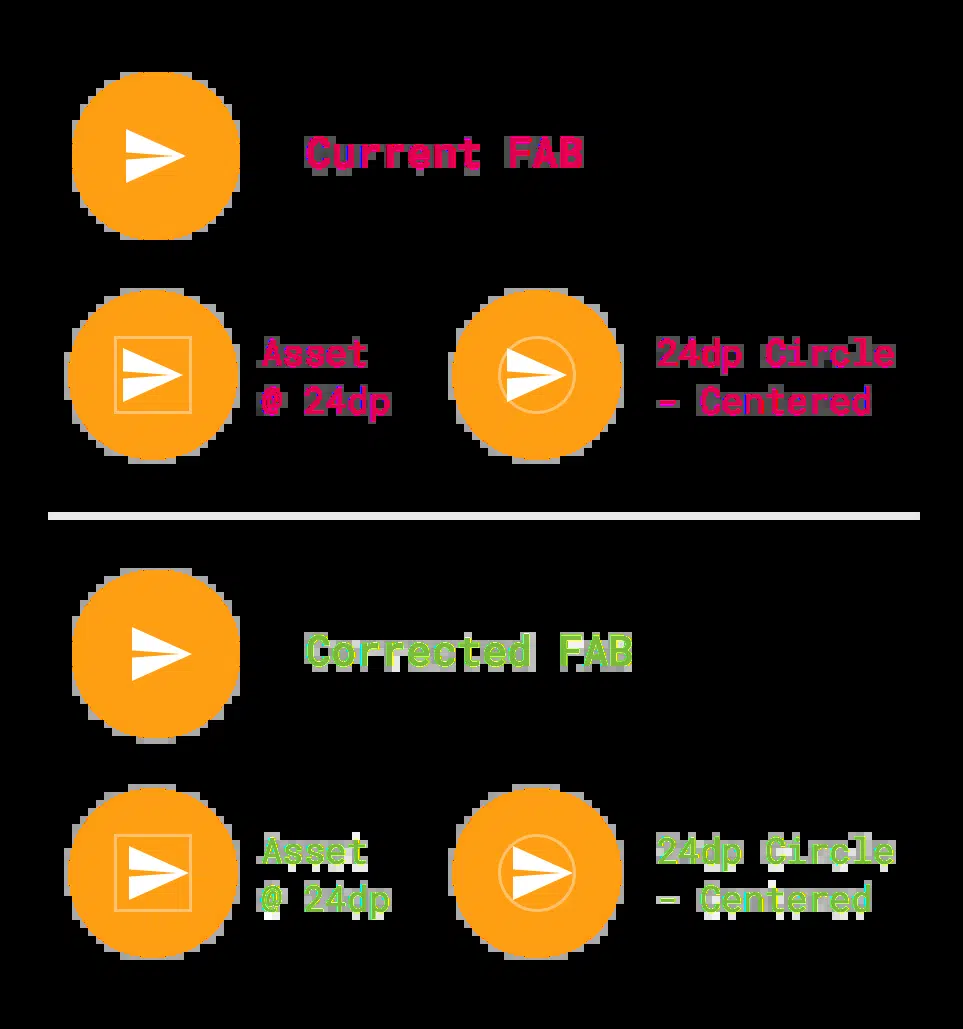 Current FAB
Asset
@ 24dp
24dp Circle
- Centered
Corrected FAB
Asset
@ 24dp
24dp Circle
- Centered